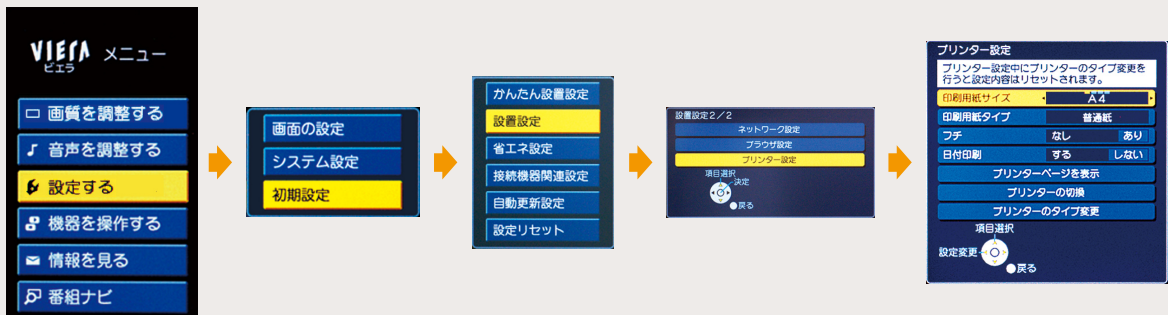 VIERA メニュー
ビエラ
画質を調整する
音声を調整する
設定する
機器を操作する
情報を見る
番組ナビ
画面の設定
システム設定
初期設定
かんたん設置設定
設置設定
省エネ設定
接続機器関連設定
自動更新設定
設定リセット
設置設定2/2
ネットワーク設定
ブラウザ設定
プリンター設定
項目選択
決定
戻る
プリンター設定
プリンター設定中にプリンターのタイプ変更を
行うと設定内容はリセットされます。
印刷用紙サイズ A4
印刷用紙タイプ 普通紙
フチ なし あり
日付印刷 する しない
プリンターページを表示
プリンターの切換
プリンターのタイプ変更
項目選択
設定変更
戻る